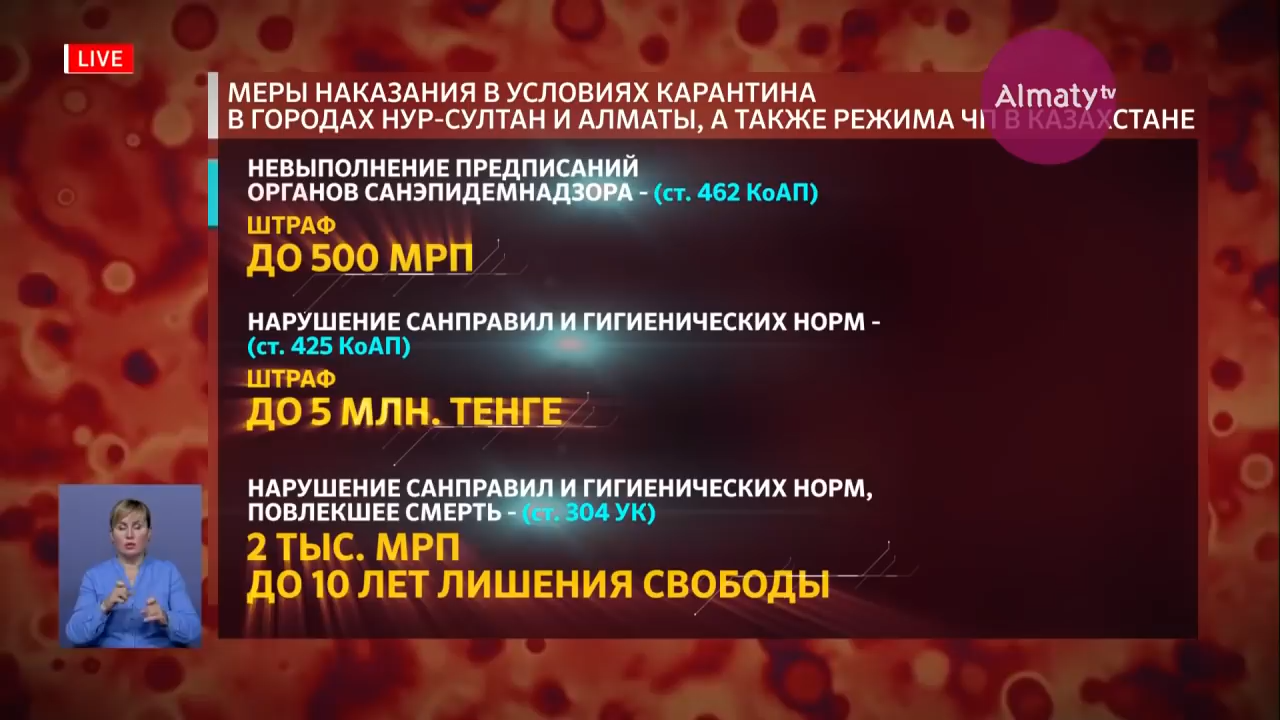 LIVE
Almaty tv
МЕРЫ НАКАЗАНИЯ В УСЛОВИЯХ КАРАНТИНА
В ГОРОДАХ НУР-СУЛТАН И АЛМАТЫ, А ТАКЖЕ РЕЖИМА ЧП В КАЗАХСТАНЕ
НЕВЫПОЛНЕНИЕ ПРЕДПИСАНИЙ
ОРГАНОВ САНЭПИДЕМНАДЗОРА - (ст. 462 КоАП)
ШТРАФ
ДО 500 МРП
НАРУШЕНИЕ САНПРАВИЛ И ГИГИЕНИЧЕСКИХ НОРМ -
(ст. 425 КоАП)
ШТРАФ
ДО 5 МЛН. ТЕНГЕ
НАРУШЕНИЕ САНПРАВИЛ И ГИГИЕНИЧЕСКИХ НОРМ,
ПОВЛЕКШЕЕ СМЕРТЬ - (ст. 304 УК)
2 ТЫС. МРП
ДО 10 ЛЕТ ЛИШЕНИЯ СВОБОДЫ